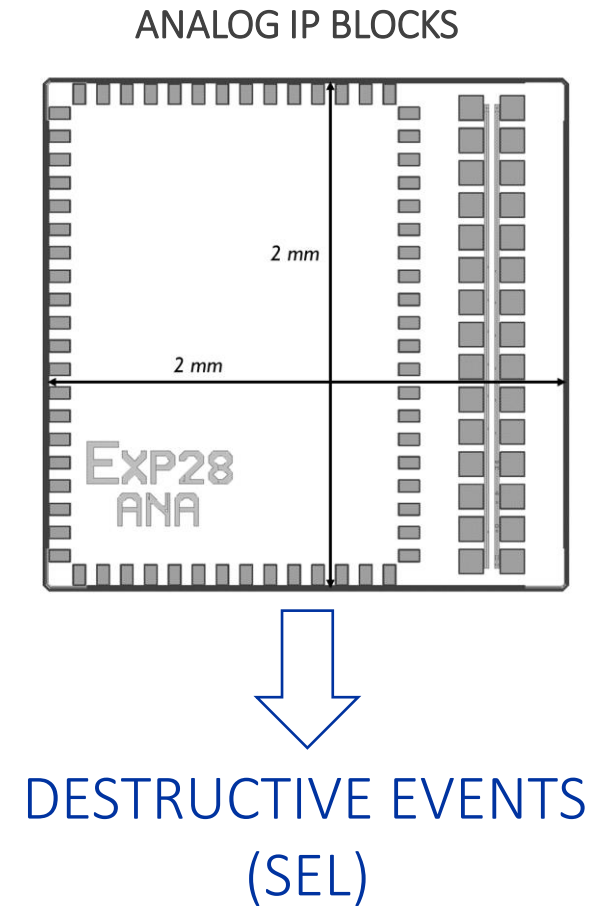 ANALOG IP BLOCKS
2 mm
2 mm
EXP28
ANA
DESTRUCTIVE EVENTS
(SEL)